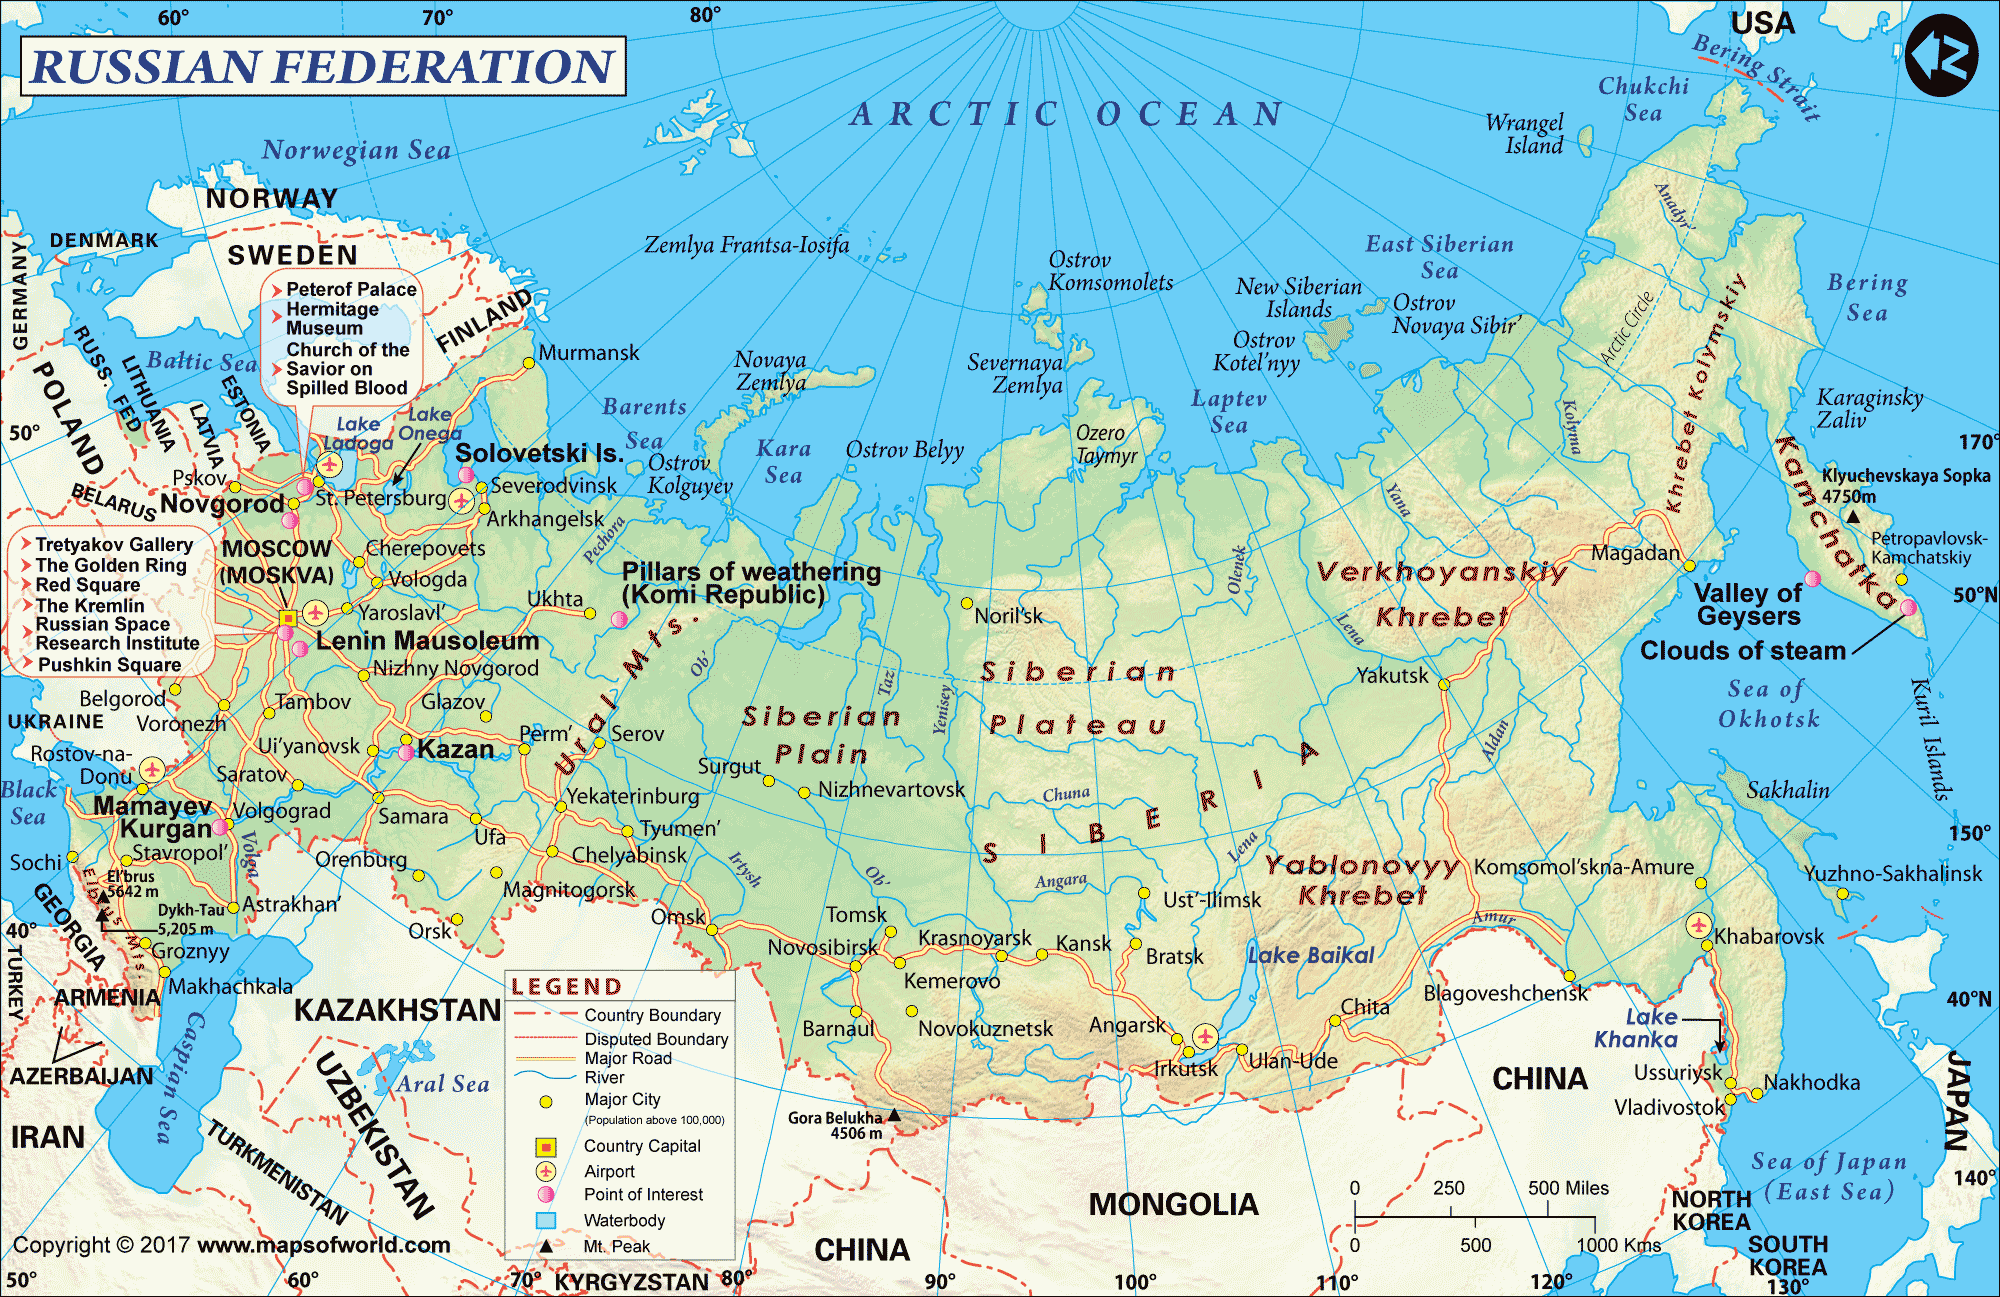 60°
70°
80°
USA
N
RUSSIAN FEDERATION
Bering Strait
Chukchi
Sea
ARCTIC OCEAN
Wrangel
Island
Norwegian Sea
NORWAY
Anadyr'
DENMARK
SWEDEN
GERMANY
Zemlya Frantsa-Iosifa
Ostrov
Komsomolets
East Siberian
Sea
Bering
Sea
New Siberian
Islands
Ostrov
Novaya Sibir'
Peterof Palace
Hermitage
Museum
Church of the
Savior on
Spilled Blood
FINLAND
Arctic Circle
Khrebet Kolymskiy
RUSS.
FED
LITHUANIA
Baltic Sea
Murmansk
Novaya
Zemlya
Severnaya
Zemlya
Ostrov
Kotel'nyy
POLAND
LATVIA
ESTONIA
Lake
Ladoga
Lake
Onega
Barents
Sea
Kara
Sea
Ostrov Belyy
Ozero
Taymyr
Laptev
Sea
Kolyma
Karaginsky
Zaliv
50°
170°
Solovetski Is.
Ostrov
Kolguyev
Pskov
BELARUS
Novgorod
St. Petersburg
Severodvinsk
Arkhangelsk
Yana
Kamchatka
Klyuchevskaya Sopka
4750m
Petropavlovsk-
Kamchatskiy
Tretyakov Gallery
The Golden Ring
Red Square
The Kremlin
Russian Space
Research Institute
Pushkin Square
MOSCOW
(MOSKVA)
Cherepovets
Vologda
Yaroslavl'
Pechora
Pillars of weathering
(Komi Republic)
Ukhta
Noril'sk
Olenek
Verkhoyanskiy
Khrebet
Lena
Magadan
Valley of
Geysers
50°N
Clouds of steam
Lenin Mausoleum
Nizhny Novgorod
Ural Mts.
Ob'
Taz
Yenisey
Siberian
Plateau
Siberian
Plain
Yakutsk
Sea of
Okhotsk
Kuril Islands
Belgorod
Voronezh
Tambov
Glazov
UKRAINE
Rostov-na-
Donu
Ui'yanovsk
Kazan
Perm'
Serov
Aldan
Black
Sea
Saratov
Surgut
Nizhnevartovsk
Chuna
SIBERIA
Sakhalin
Mamayev
Kurgan
Volgograd
Samara
Yekaterinburg
Tyumen'
Ufa
Chelyabinsk
150°
Sochi
Stavropol'
Volga
Orenburg
Magnitogorsk
Irtysh
Ob'
Angara
Lena
Yablonovyy
Khrebet
Komsomol'skna-Amure
Yuzhno-Sakhalinsk
El'brus
5642 m
Elbrus Mts.
Dykh-Tau
5,205 m
Astrakhan'
Orsk
Omsk
Tomsk
Ust'-Ilimsk
Amur
GEORGIA
40°
Groznyy
Novosibirsk
Krasnoyarsk
Kansk
Bratsk
Lake Baikal
Khabarovsk
TURKEY
ARMENIA
Makhachkala
Kemerovo
Blagoveshchensk
40°N
KAZAKHSTAN
Barnaul
Novokuznetsk
Angarsk
Chita
Lake
Khanka
AZERBAIJAN
Caspian Sea
Aral Sea
Irkutsk
Ulan-Ude
CHINA
Ussuriysk
Nakhodka
Vladivostok
JAPAN
IRAN
UZBEKISTAN
TURKMENISTAN
LEGEND
Country Boundary
Disputed Boundary
Major Road
River
Major City
(Population above 100,000)
Country Capital
Airport
Point of Interest
Waterbody
Mt. Peak
Gora Belukha
4506 m
MONGOLIA
CHINA
0 250 500 Miles
0 500 1000 Kms
Sea of Japan
(East Sea)
140°
NORTH
KOREA
SOUTH
KOREA
Copyright © 2017 www.mapsofworld.com
50°
60°
70°
KYRGYZSTAN
80°
90°
100°
110°
120°
130°